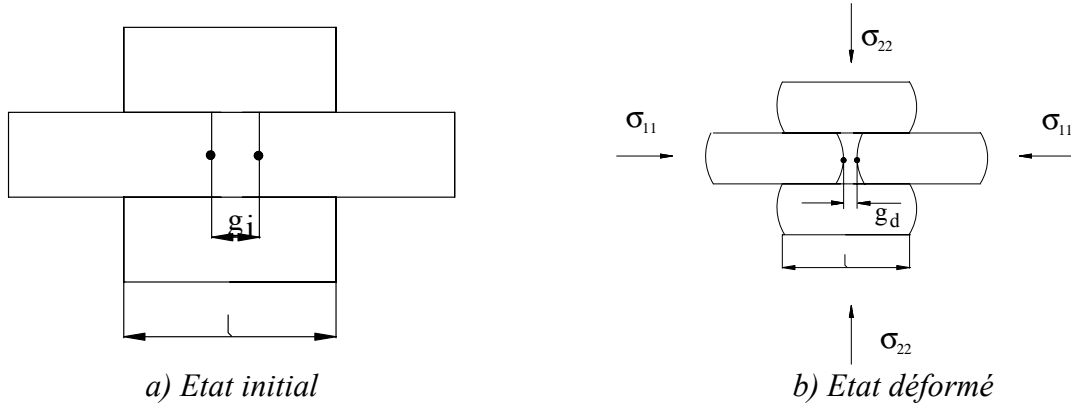 gi
l
a) Etat initial
σ22
σ11
σ11
gd
l
σ22
b) Etat déformé